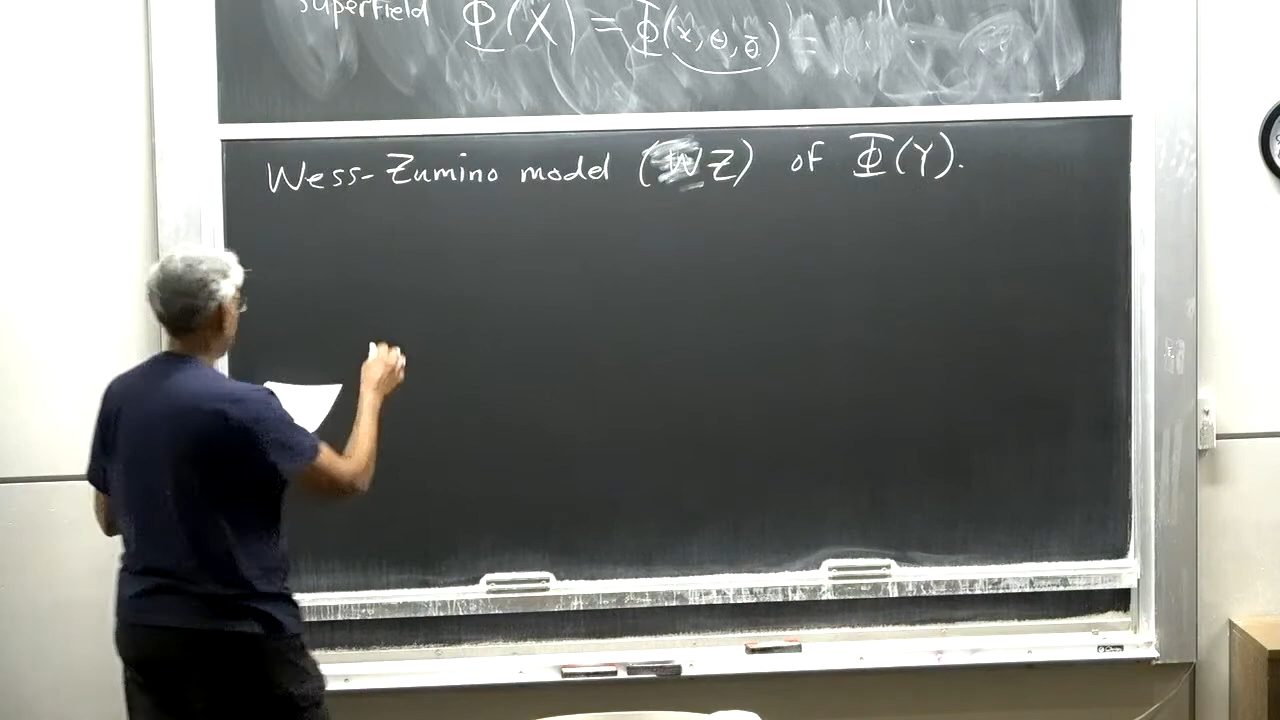 superfield Φ(X) = Φ(x, θ, θ̄) =
Wess-Zumino model (WZ) of Φ(Y).